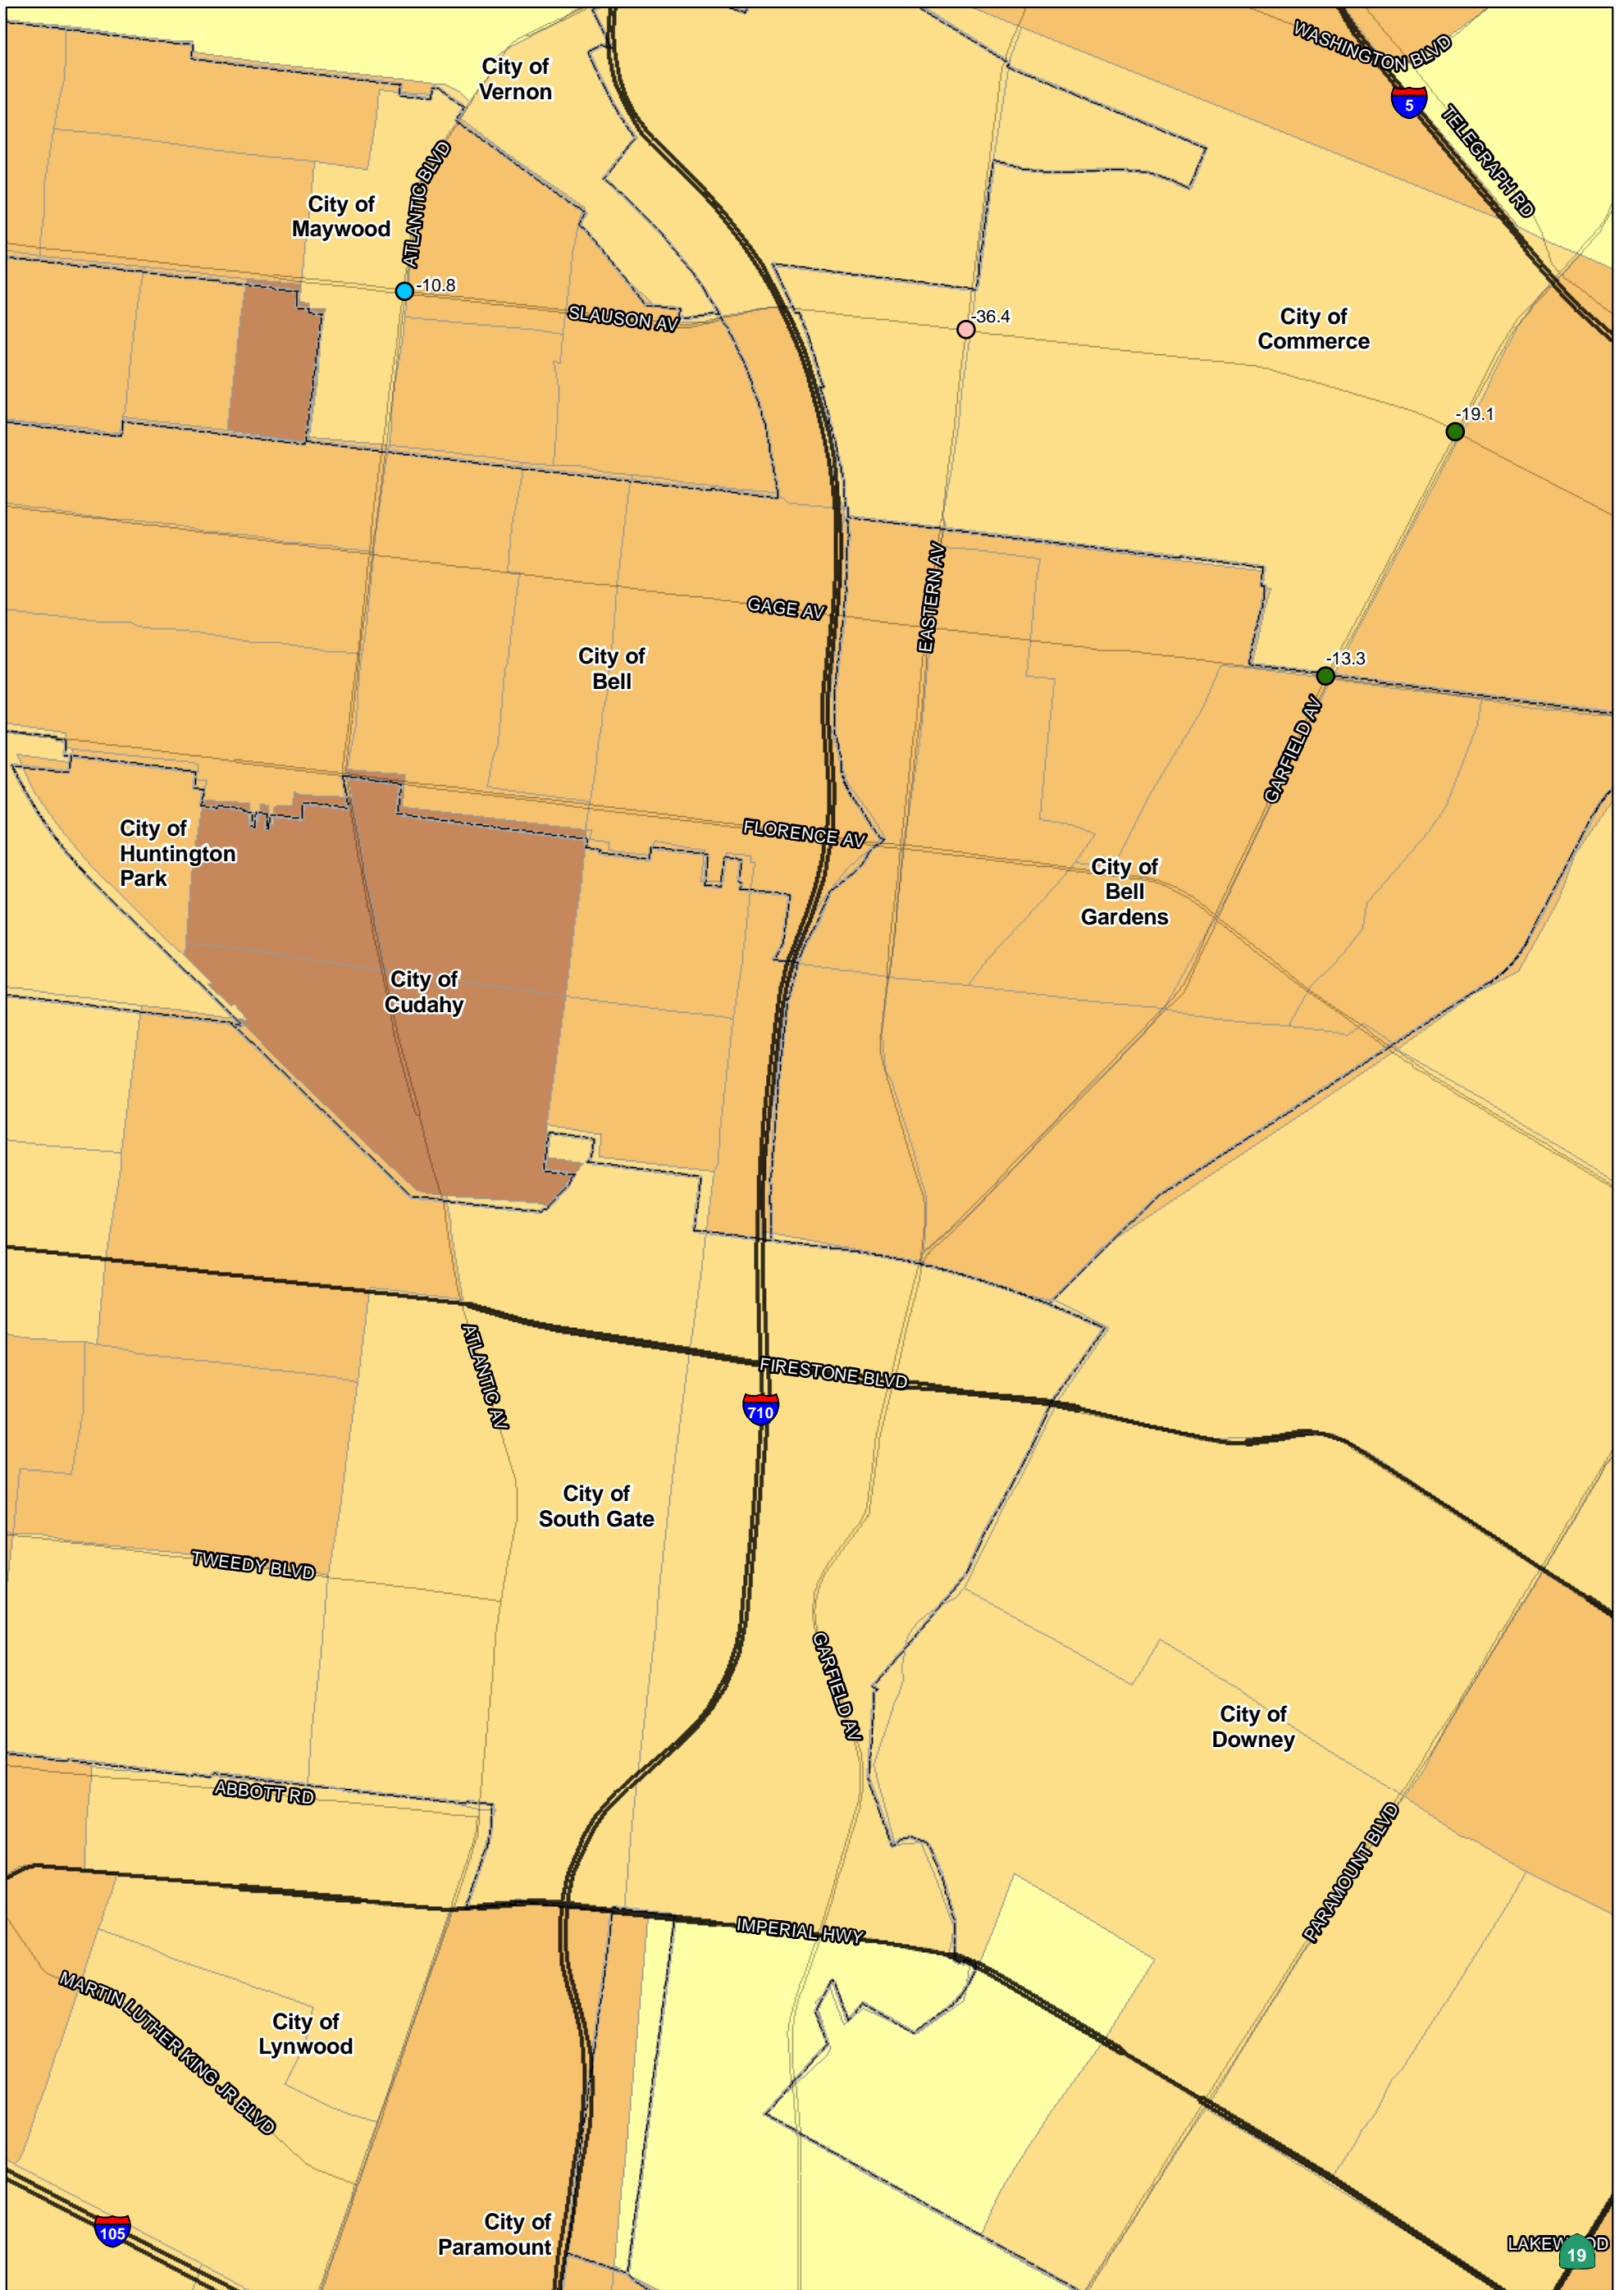 WASHINGTON BLVD
City of
Vernon
5
TELEGRAPH RD
ATLANTIC BLVD
City of
Maywood
-10.8
SLAUSON AV
-36.4
City of
Commerce
-19.1
EASTERN AV
GAGE AV
City of
Bell
-13.3
GARFIELD AV
City of
Huntington
Park
FLORENCE AV
City of
Bell
Gardens
City of
Cudahy
ATLANTIC AV
FIRESTONE BLVD
710
City of
South Gate
TWEEDY BLVD
GARFIELD AV
City of
Downey
ABBOTT RD
PARAMOUNT BLVD
IMPERIAL HWY
MARTIN LUTHER KING JR BLVD
City of
Lynwood
City of
Paramount
105
19